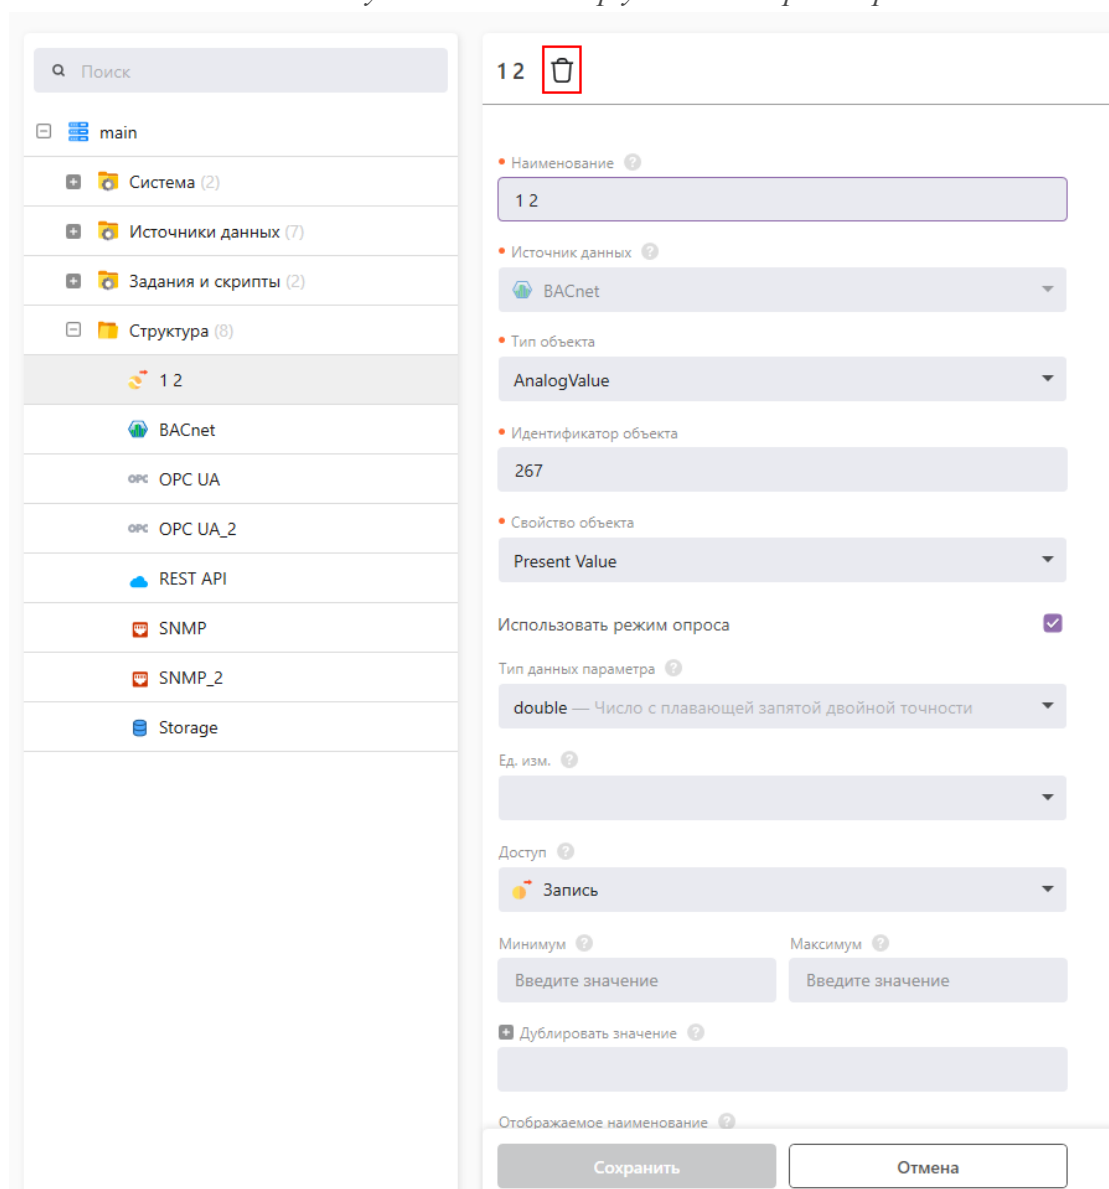 Поиск
main
Система (2)
Источники данных (7)
Задания и скрипты (2)
Структура (8)
1 2
BACnet
OPC OPC UA
OPC OPC UA_2
REST API
SNMP
SNMP_2
Storage
1 2
Наименование
1 2
Источник данных
BACnet
Тип объекта
AnalogValue
Идентификатор объекта
267
Свойство объекта
Present Value
Использовать режим опроса
Тип данных параметра
double — Число с плавающей запятой двойной точности
Ед. изм.
Доступ
Запись
Минимум Максимум
Введите значение Введите значение
Дублировать значение
Отображаемое наименование
Сохранить Отмена